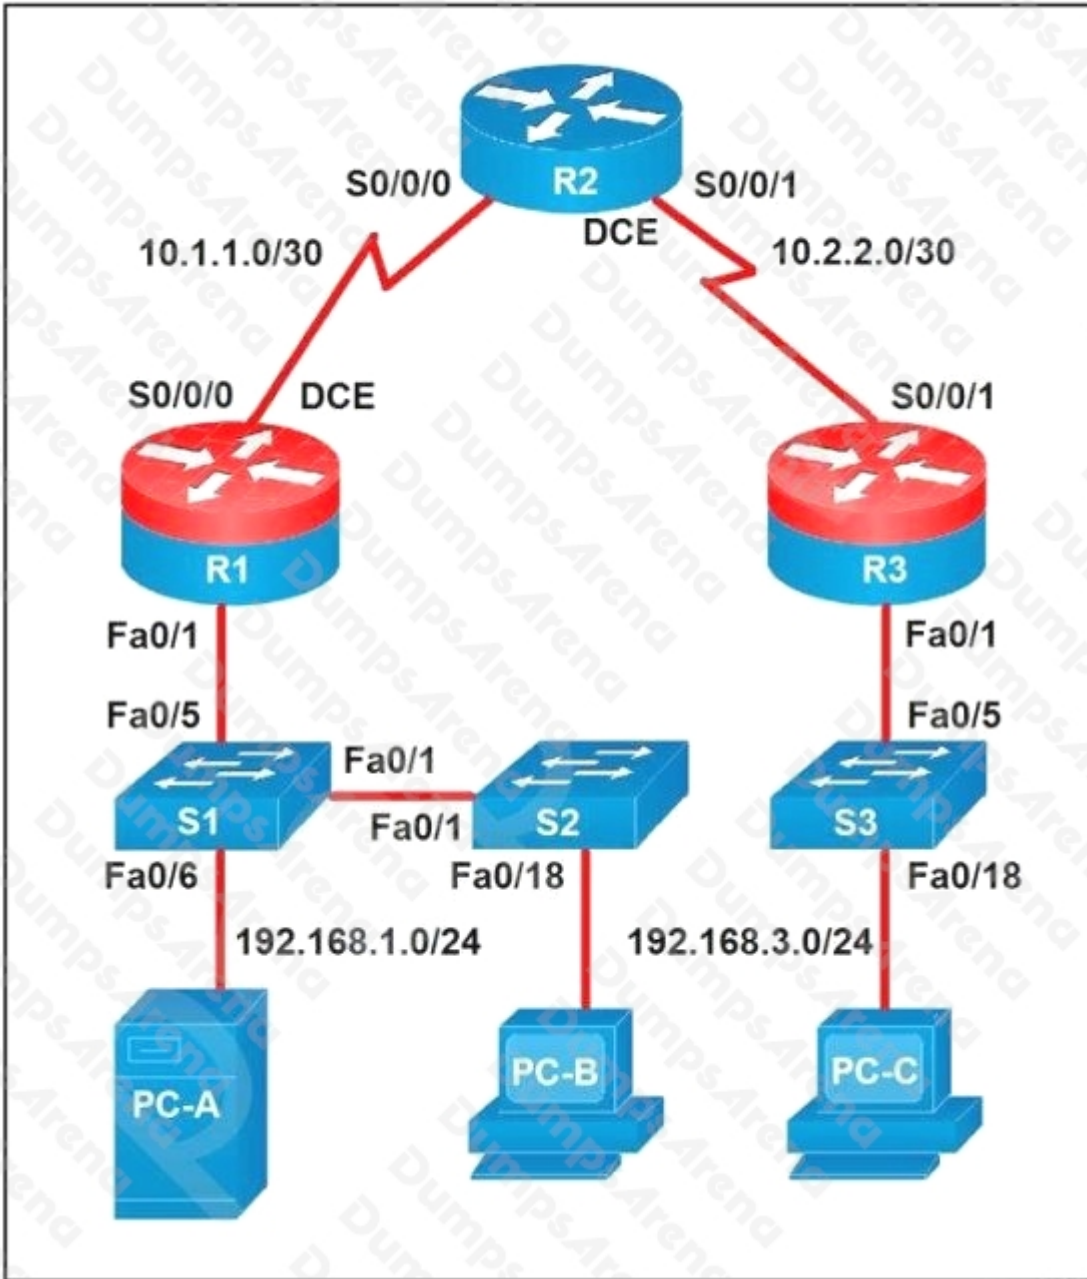 R2
S0/0/0
S0/0/1
DCE
10.1.1.0/30
10.2.2.0/30
S0/0/0
DCE
S0/0/1
R1
R3
Fa0/1
Fa0/1
Fa0/5
Fa0/5
Fa0/1
S1
Fa0/1
S2
S3
Fa0/6
Fa0/18
Fa0/18
192.168.1.0/24
192.168.3.0/24
PC-A
PC-B
PC-C
DumpsArena